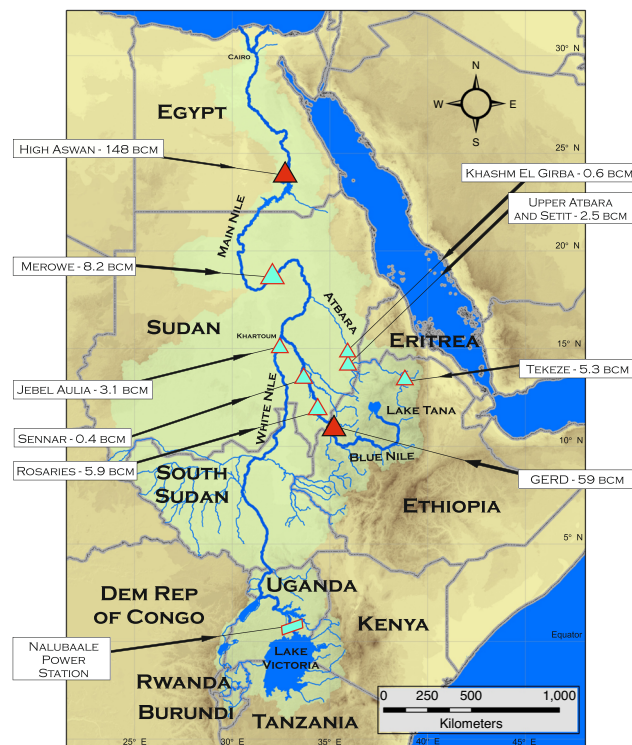 CAIRO
30° N
N
W E
S
EGYPT
HIGH ASWAN - 148 BCM
25° N
KHASHM EL GIRBA - 0.6 BCM
UPPER ATBARA
AND SETIT - 2.5 BCM
MAIN NILE
20° N
MEROWE - 8.2 BCM
ATBARA
SUDAN
KHARTOUM
15° N
ERITREA
TEKEZE - 5.3 BCM
JEBEL AULIA - 3.1 BCM
WHITE NILE
LAKE TANA
SENNAR - 0.4 BCM
10° N
BLUE NILE
ROSARIES - 5.9 BCM
GERD - 59 BCM
SOUTH
SUDAN
ETHIOPIA
5° N
UGANDA
DEM REP
OF CONGO
KENYA
Equator
NALUBAALE
POWER
STATION
LAKE
VICTORIA
RWANDA
BURUNDI
TANZANIA
0 250 500 1,000
Kilometers
25° E 30° E 35° E 40° E 45° E